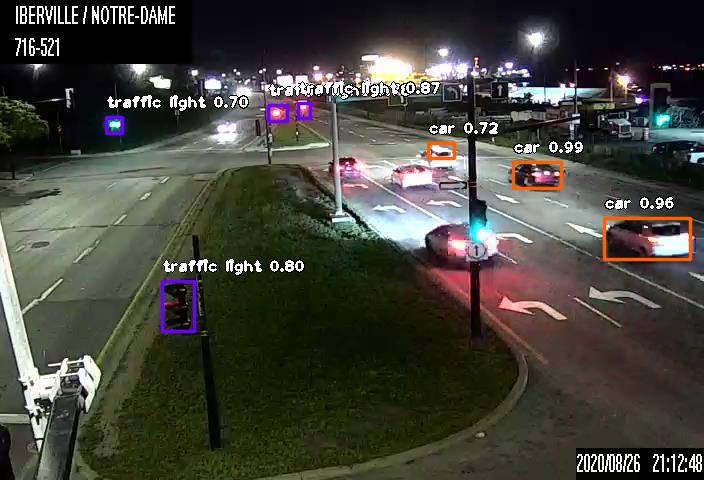 IBERVILLE / NOTRE-DAME
716-521
traffic light 0.70
traffic light 0.87
car 0.72
car 0.99
car 0.96
traffic light 0.80
1
2020/08/26 21:12:48